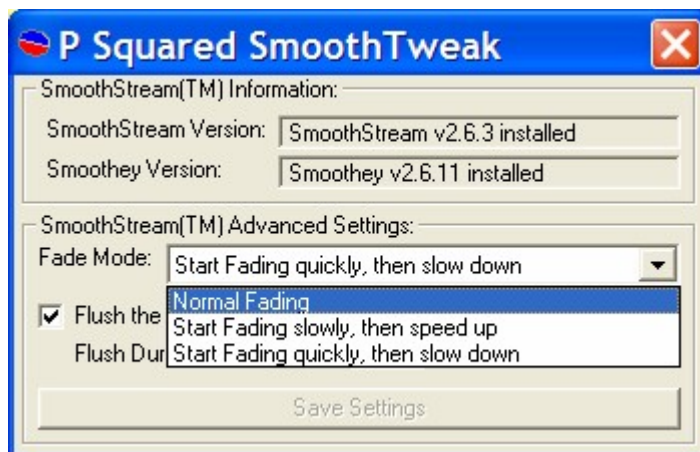 P Squared SmoothTweak
SmoothStream(TM) Information:
SmoothStream Version: SmoothStream v2.6.3 installed
Smoothey Version: Smoothey v2.6.11 installed
SmoothStream(TM) Advanced Settings:
Fade Mode: Start Fading quickly, then slow down
Normal Fading
Flush the
Start Fading slowly, then speed up
Flush Dur Start Fading quickly, then slow down
Save Settings